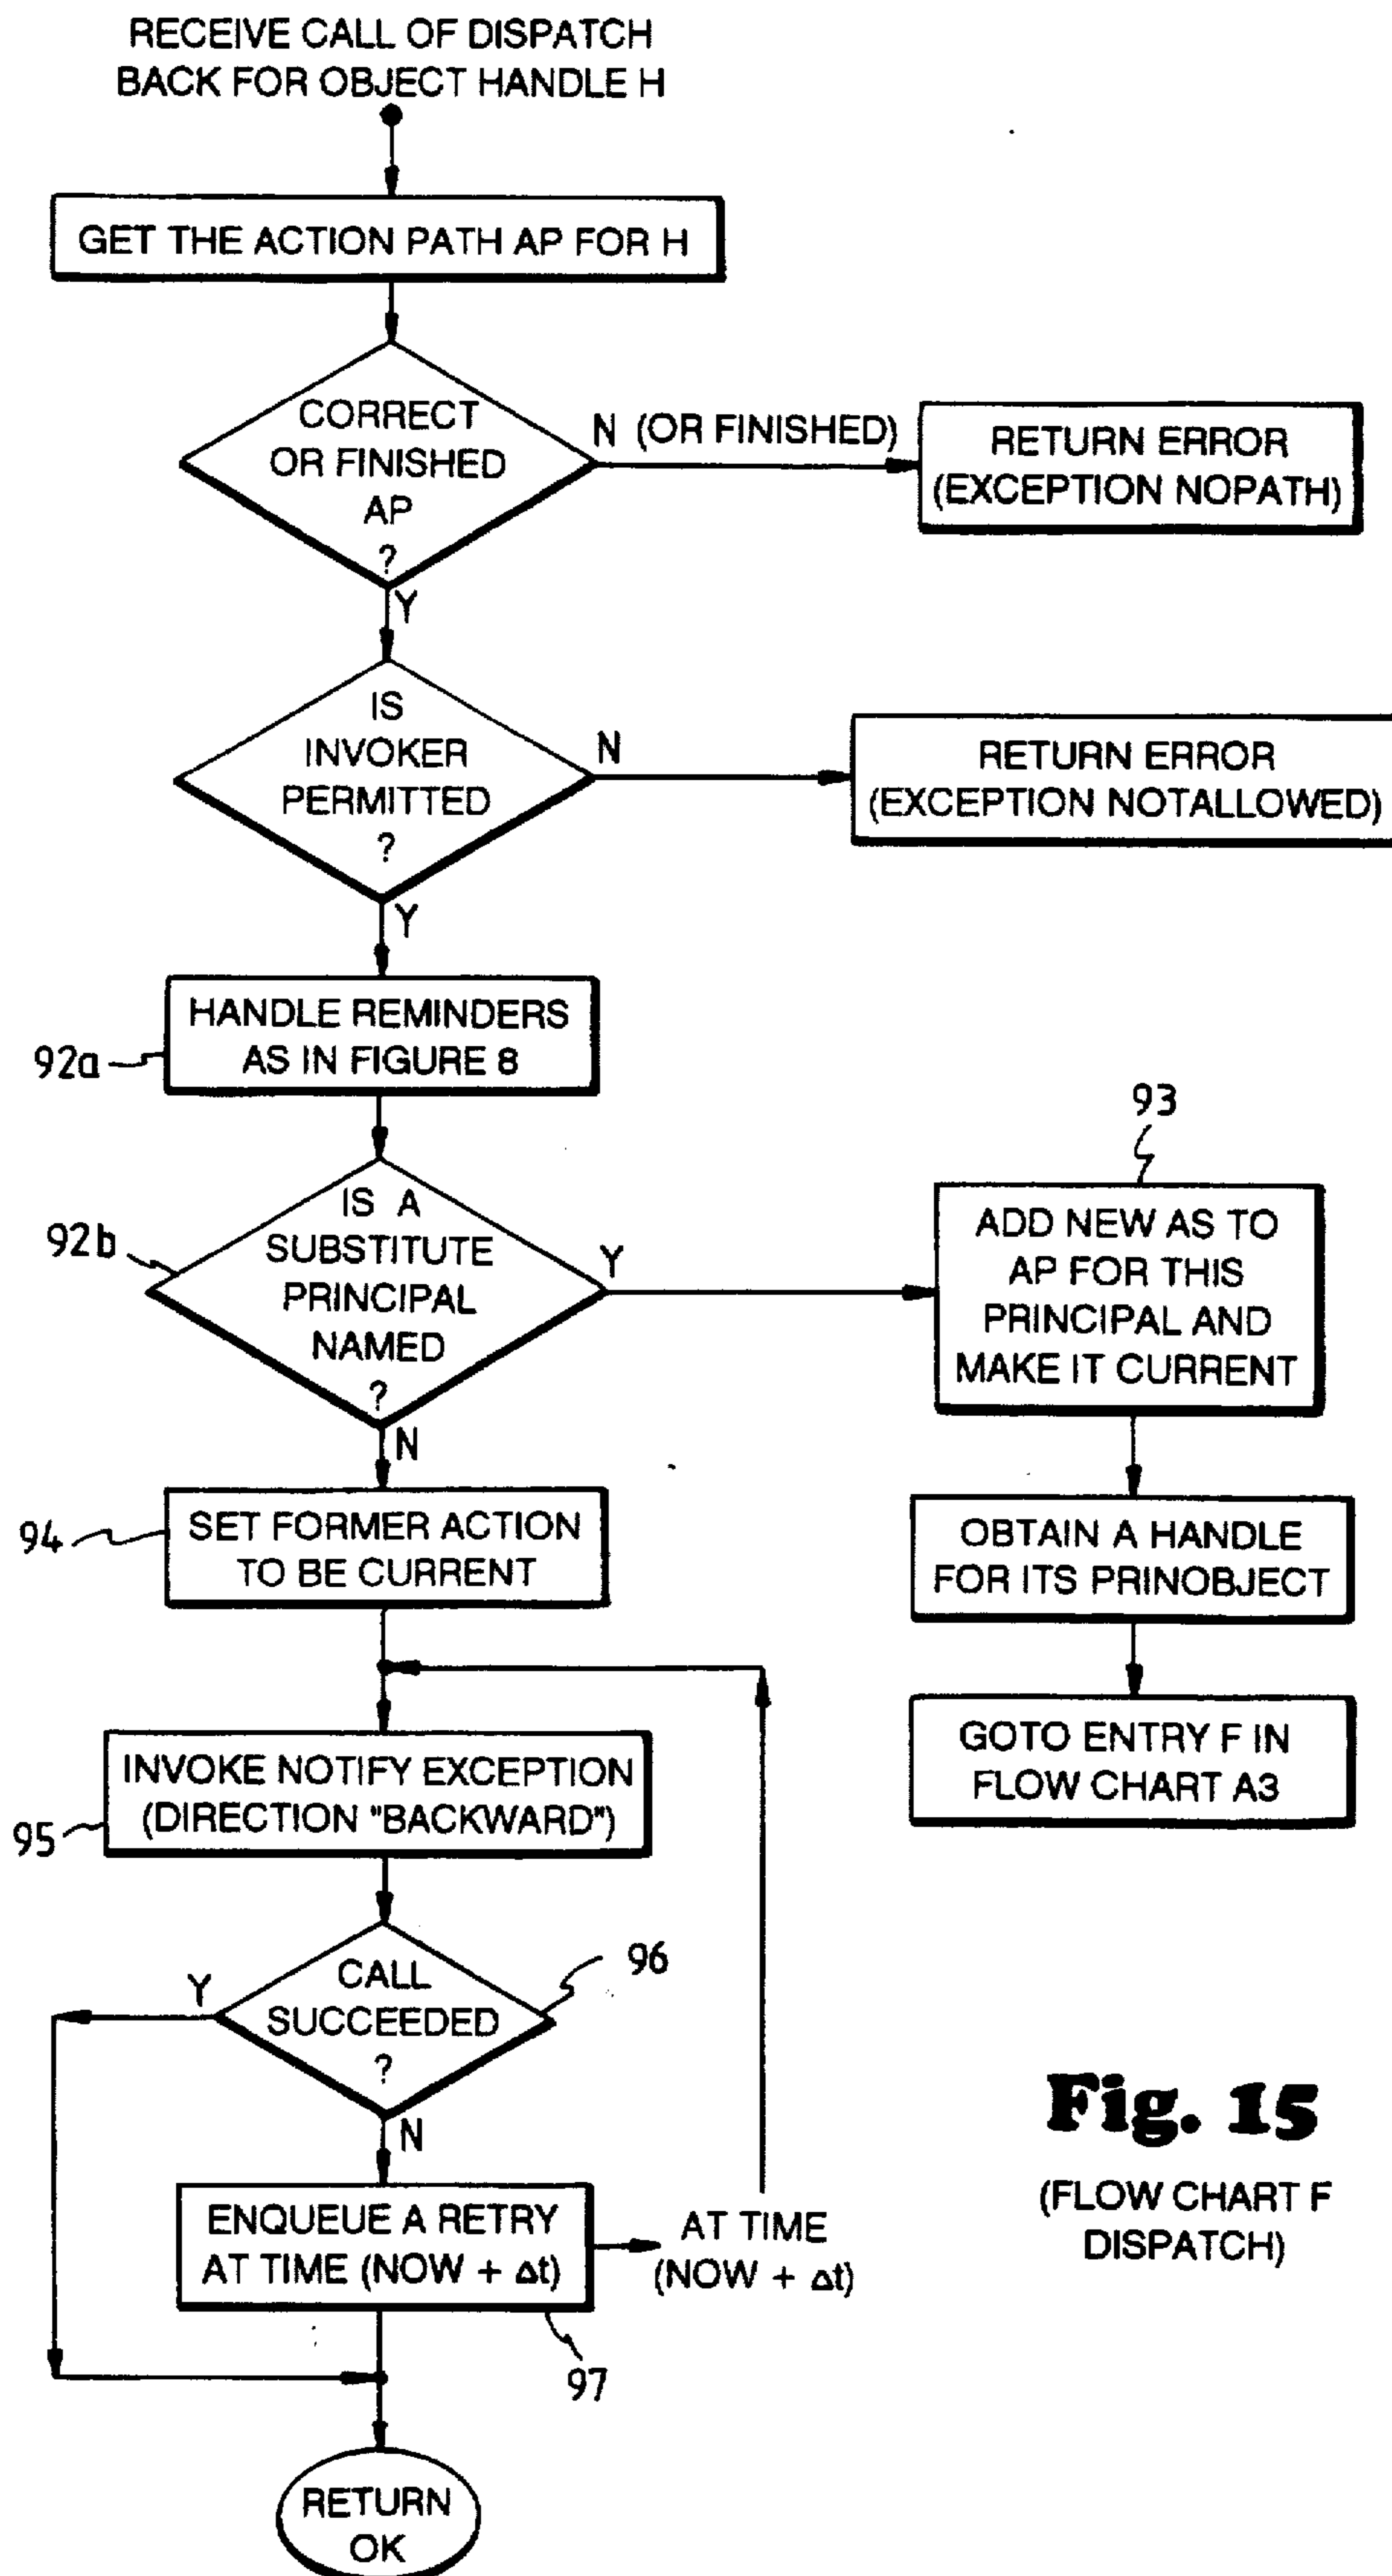 RECEIVE CALL OF DISPATCH
BACK FOR OBJECT HANDLE H
GET THE ACTION PATH AP FOR H
CORRECT
OR FINISHED
AP
?
N (OR FINISHED)
RETURN ERROR
(EXCEPTION NOPATH)
Y
IS
INVOKER
PERMITTED
?
N
RETURN ERROR
(EXCEPTION NOTALLOWED)
Y
HANDLE REMINDERS
AS IN FIGURE 8
92a
IS A
SUBSTITUTE
PRINCIPAL
NAMED
?
92b
Y
93
ADD NEW AS TO
AP FOR THIS
PRINCIPAL AND
MAKE IT CURRENT
OBTAIN A HANDLE
FOR ITS PRINOBJECT
GOTO ENTRY F IN
FLOW CHART A3
N
SET FORMER ACTION
TO BE CURRENT
94
INVOKE NOTIFY EXCEPTION
(DIRECTION "BACKWARD")
95
CALL
SUCCEEDED
?
96
Y
N
ENQUEUE A RETRY
AT TIME (NOW + Δt)
97
AT TIME
(NOW + Δt)
RETURN
OK
Fig. 15
(FLOW CHART F
DISPATCH)